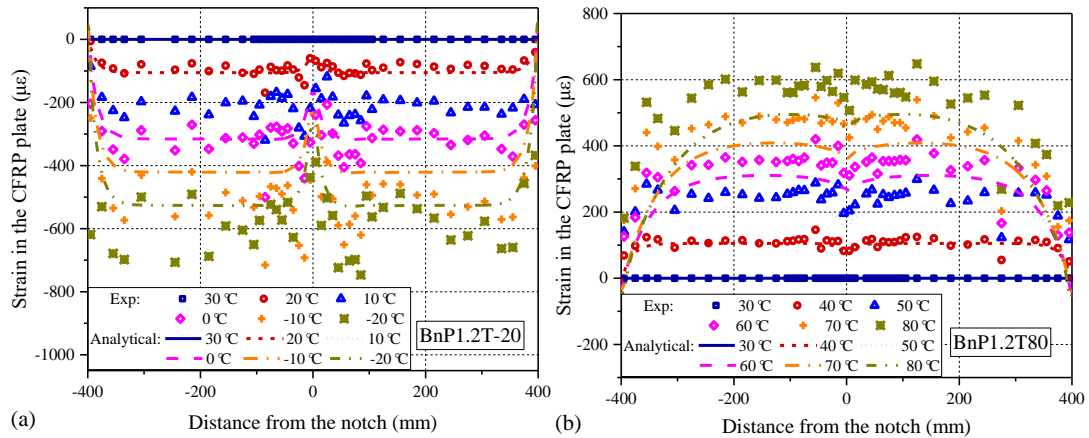 Strain in the CFRP plate (με)
0
-200
-400
-600
-800
-1000
Exp: 30 ℃ 20 ℃ 10 ℃
0 ℃ -10 ℃ -20 ℃
Analytical: 30 ℃ 20 ℃ 10 ℃
0 ℃ -10 ℃ -20 ℃
BnP1.2T-20
-400 -200 0 200 400
(a) Distance from the notch (mm)
Strain in the CFRP plate (με)
800
600
400
200
0
-200
Exp: 30 ℃ 40 ℃ 50 ℃
60 ℃ 70 ℃ 80 ℃
Analytical: 30 ℃ 40 ℃ 50 ℃
60 ℃ 70 ℃ 80 ℃
BnP1.2T80
-300
-400 -200 0 200 400
(b) Distance from the notch (mm)